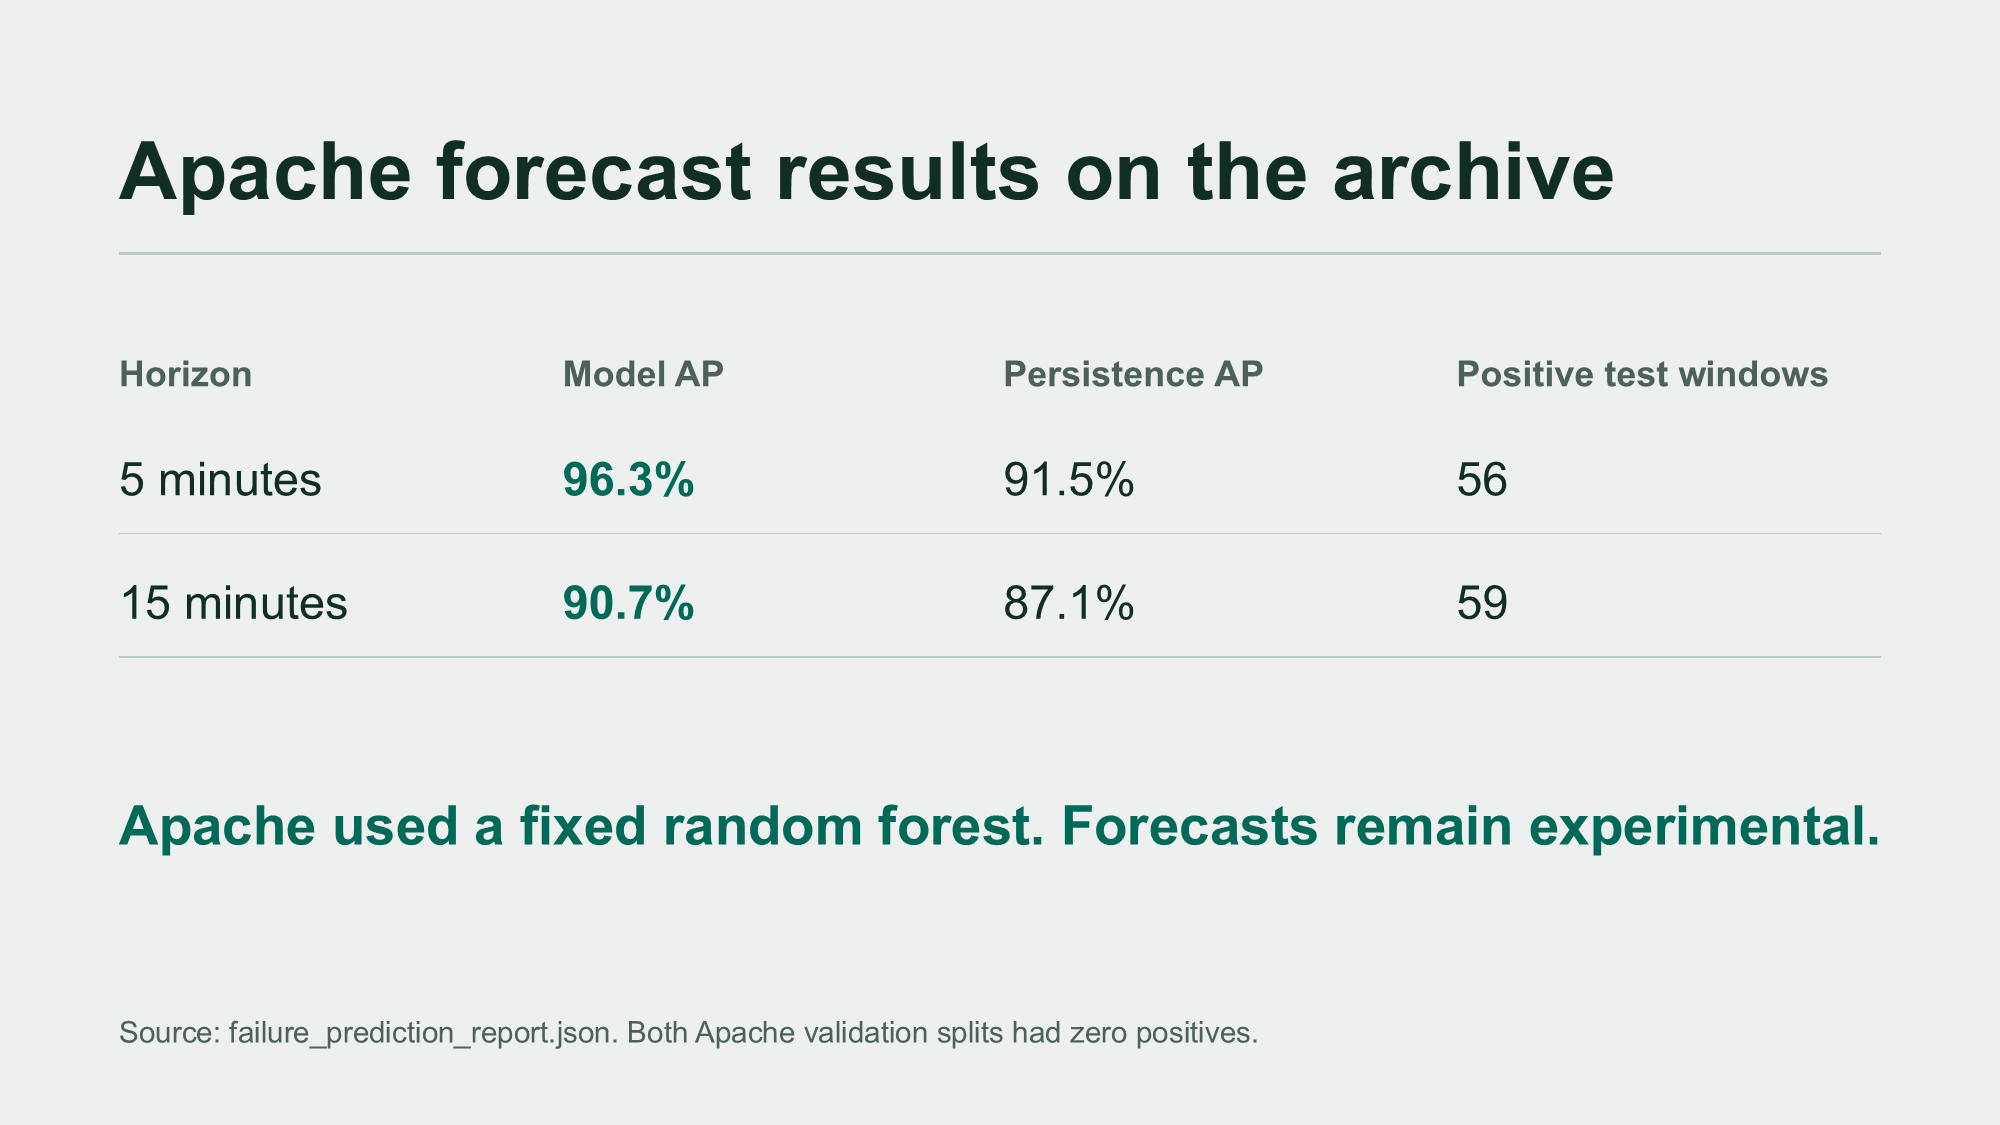 Apache forecast results on the archive
Horizon Model AP Persistence AP Positive test windows
5 minutes 96.3% 91.5% 56
15 minutes 90.7% 87.1% 59
Apache used a fixed random forest. Forecasts remain experimental.
Source: failure_prediction_report.json. Both Apache validation splits had zero positives.